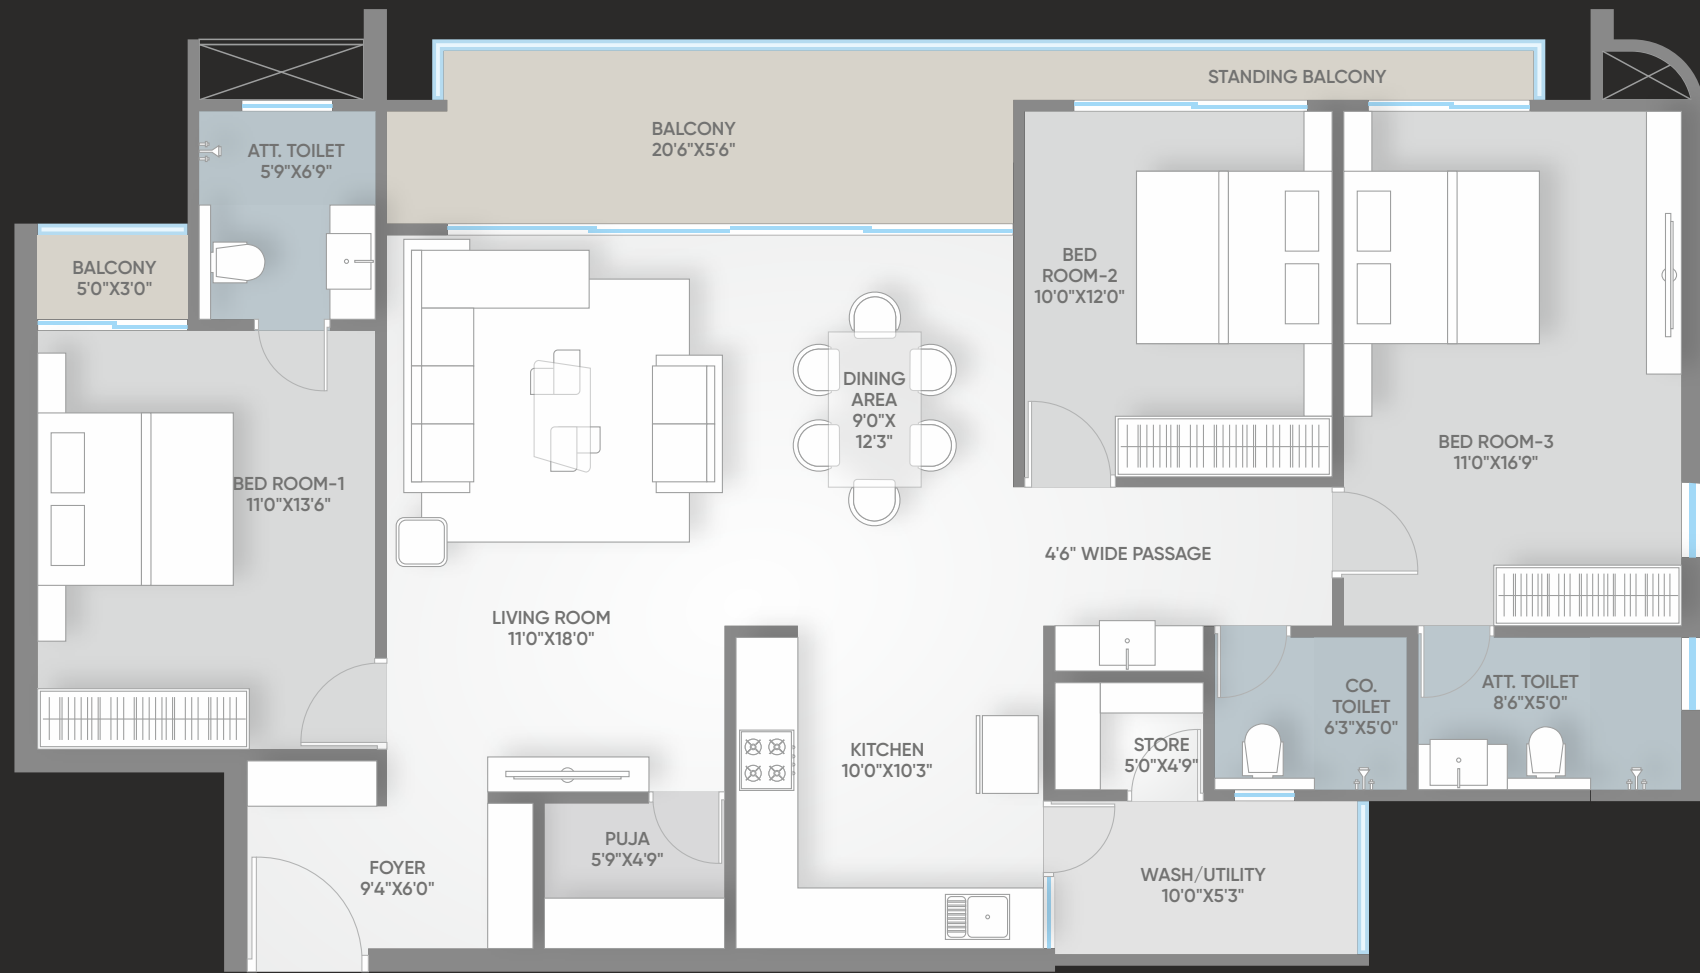 STANDING BALCONY
BALCONY
20'6"X5'6"
ATT. TOILET
5'9"X6'9"
BALCONY
5'0"X3'0"
BED
ROOM-2
10'0"X12'0"
DINING
AREA
9'0"X
12'3"
BED ROOM-3
11'0"X16'9"
BED ROOM-1
11'0"X13'6"
4'6" WIDE PASSAGE
LIVING ROOM
11'0"X18'0"
CO.
TOILET
6'3"X5'0"
ATT. TOILET
8'6"X5'0"
STORE
5'0"X4'9"
KITCHEN
10'0"X10'3"
PUJA
5'9"X4'9"
FOYER
9'4"X6'0"
WASH/UTILITY
10'0"X5'3"